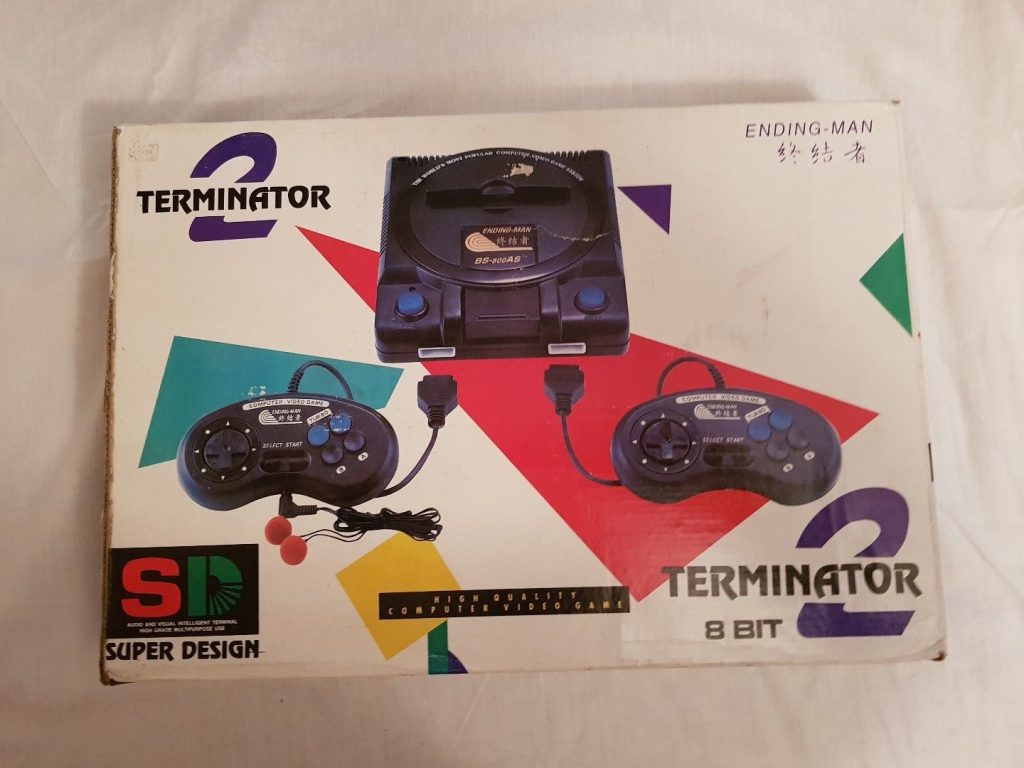 2
TERMINATOR
ENDING-MAN
终结者
THE WORLD'S MOST POPULAR COMPUTER VIDEO GAME SYSTEM
ENDING-MAN
终结者
BS-500AS
COMPUTER VIDEO GAME
ENDING-MAN
终结者
TURBO
SELECT START
B A
COMPUTER VIDEO GAME
ENDING-MAN
终结者
TURBO
SELECT START
B A
SD
AUDIO AND VISUAL INTELLIGENT TERMINAL
HIGH GRADE MULTIPURPOSE USE
SUPER DESIGN
HIGH QUALITY
COMPUTER VIDEO GAME
2
TERMINATOR
8 BIT